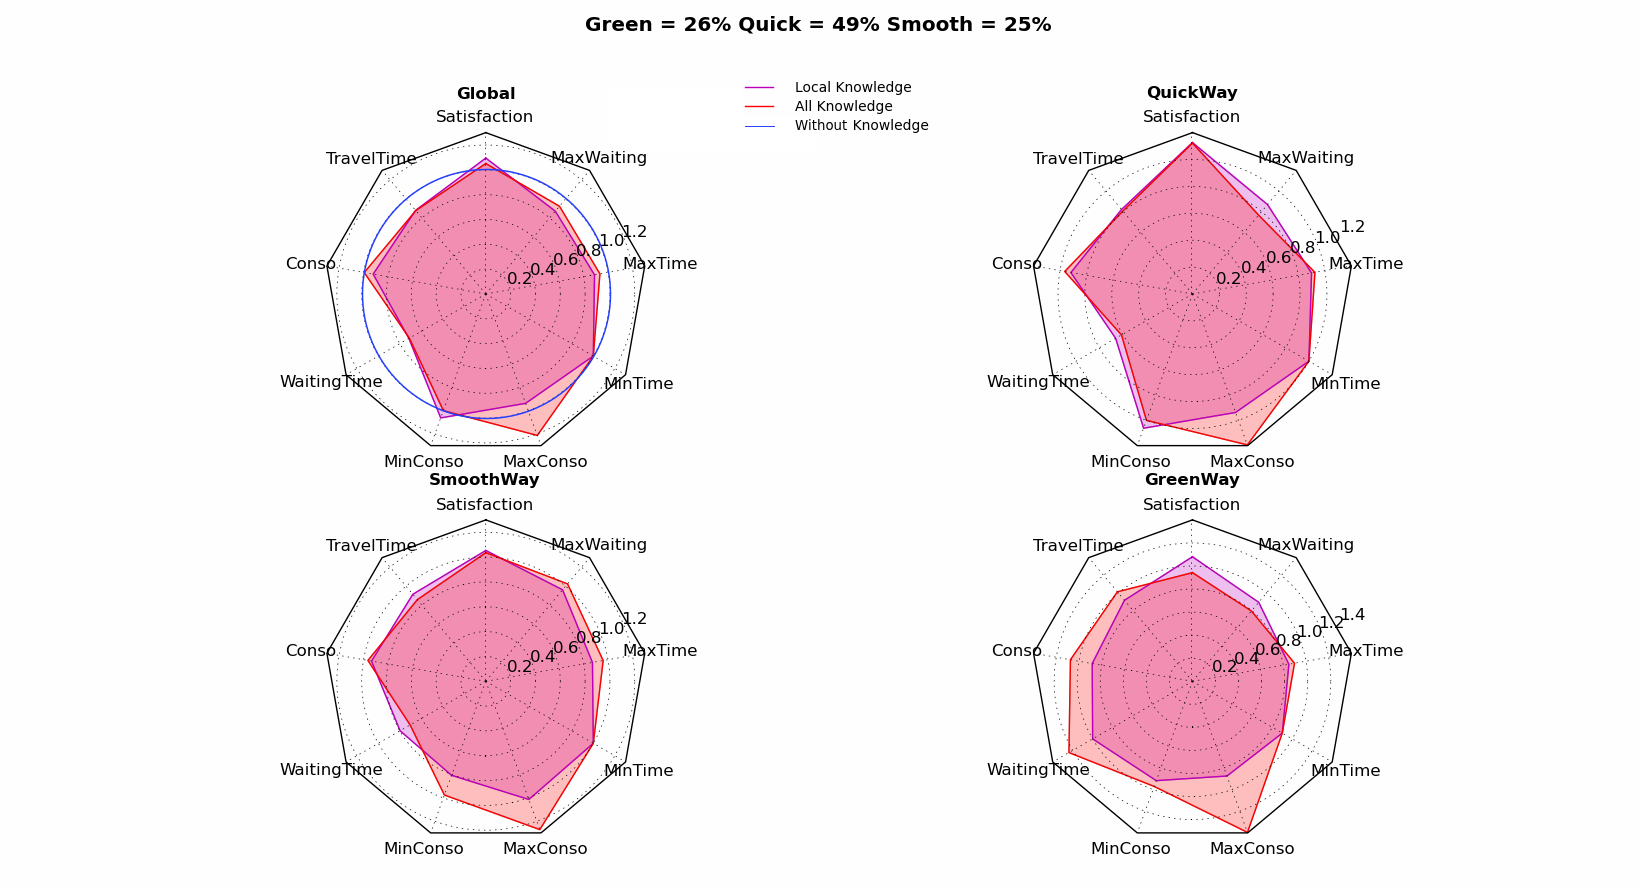 Green = 26% Quick = 49% Smooth = 25%
Local Knowledge
All Knowledge
Without Knowledge
Global
Satisfaction
TravelTime
MaxWaiting
Conso
MaxTime
WaitingTime
MinTime
MinConso
MaxConso
0.2
0.4
0.6
0.8
1.0
1.2
QuickWay
Satisfaction
TravelTime
MaxWaiting
Conso
MaxTime
WaitingTime
MinTime
MinConso
MaxConso
0.2
0.4
0.6
0.8
1.0
1.2
SmoothWay
Satisfaction
TravelTime
MaxWaiting
Conso
MaxTime
WaitingTime
MinTime
MinConso
MaxConso
0.2
0.4
0.6
0.8
1.0
1.2
GreenWay
Satisfaction
TravelTime
MaxWaiting
Conso
MaxTime
WaitingTime
MinTime
MinConso
MaxConso
0.2
0.4
0.6
0.8
1.0
1.2
1.4